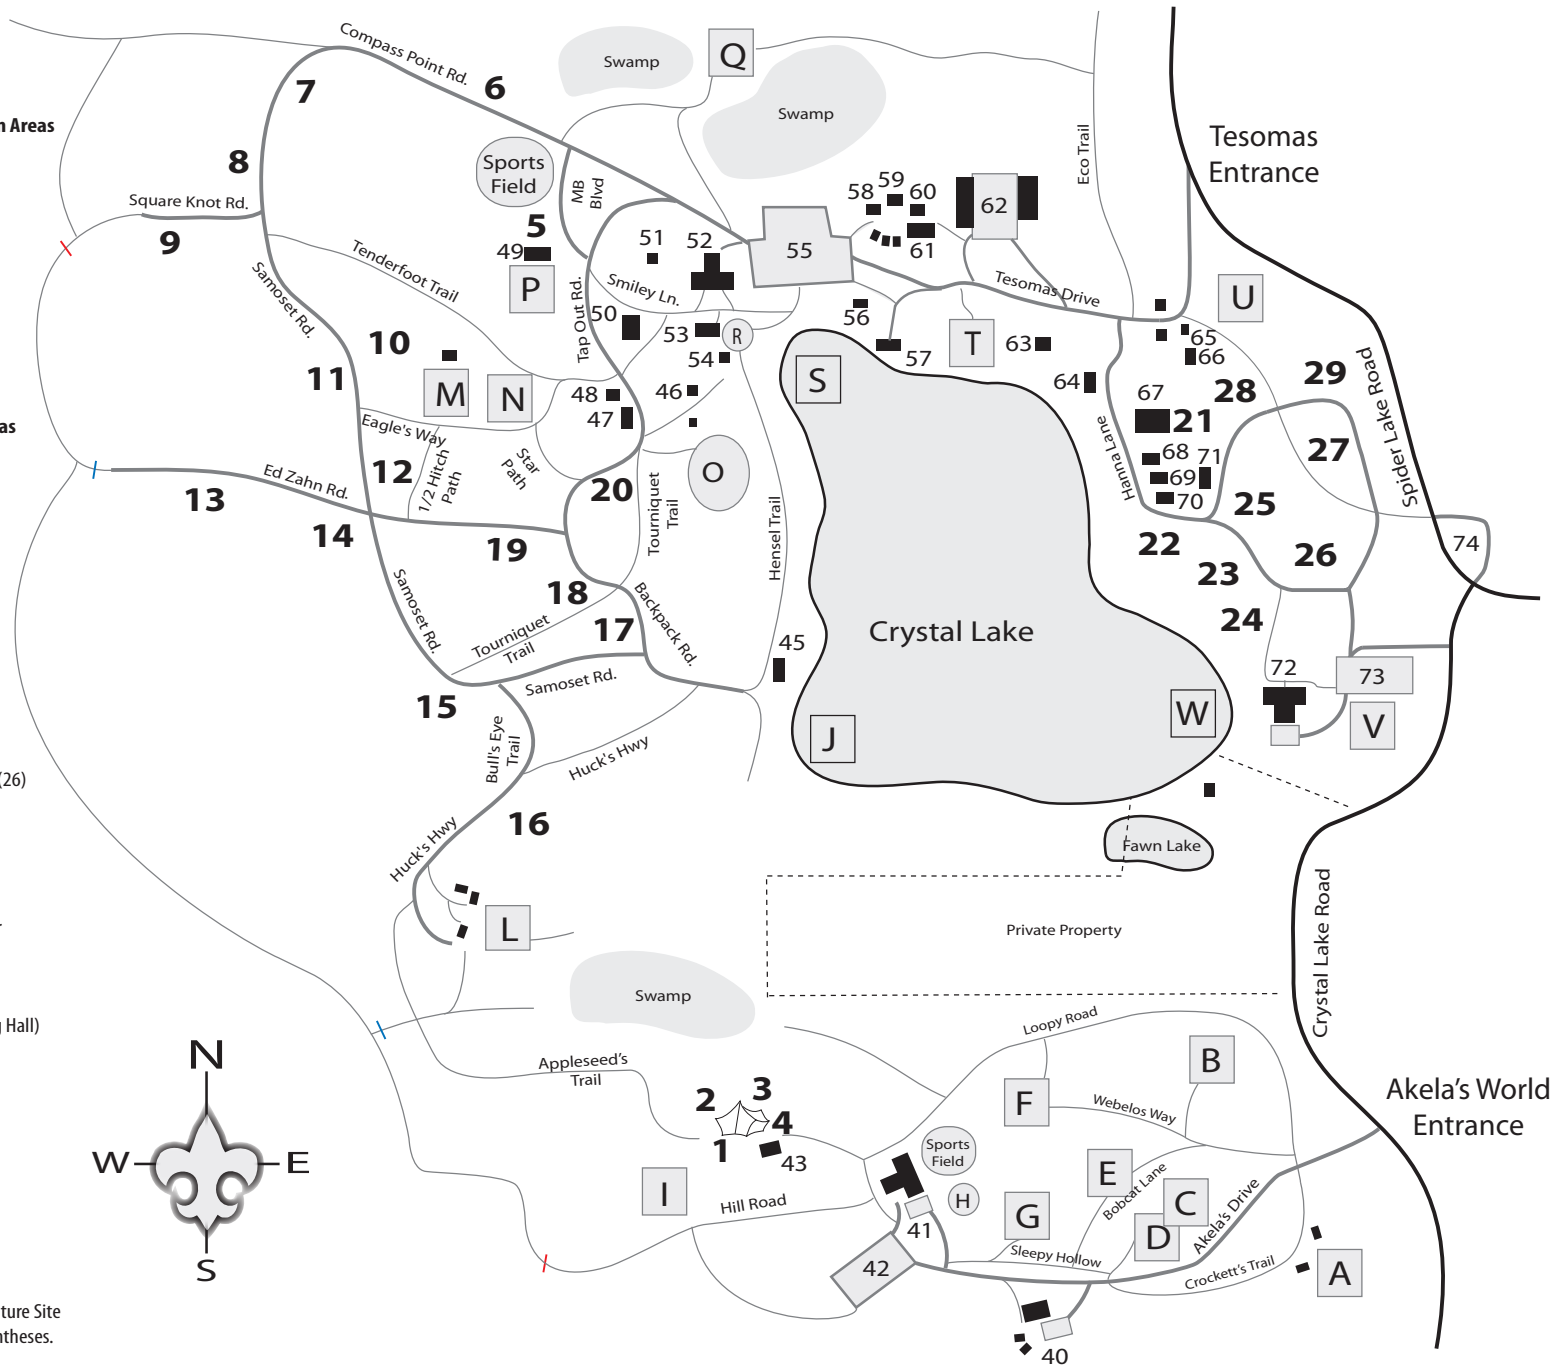 Compass Point Rd.
Swamp
Q
7
6
Swamp
n Areas
Tesomas
Entrance
8
Sports
Field
MB
Blvd
Eco Trail
58
59
60
62
Square Knot Rd.
9
5
49
P
51
52
55
61
Tenderfoot Trail
Samoset Rd.
Smiley Ln.
Tap Out Rd.
50
53
R
54
56
57
Tesomas Drive
T
63
U
65
66
64
10
11
M
N
S
48
46
47
67
21
28
29
Spider Lake Road
as
Eagle's Way
12
1/2 Hitch
Path
Star
Path
O
Hanna Lane
68
71
69
70
27
13
Ed Zahn Rd.
14
19
20
Tourniquet
Trail
Hensel Trail
25
22
26
74
23
18
17
Backpack Rd.
24
Samoset Rd.
Tourniquet
Trail
Crystal Lake
45
72
73
15
Samoset Rd.
W
V
J
Bull's Eye
Trail
Huck's Hwy
(26)
16
Huck's Hwy
Fawn Lake
L
Private Property
Crystal Lake Road
Swamp
g Hall)
Loopy Road
N
W
E
S
Appleseed's
Trail
B
F
Webelos Way
Akela's World
Entrance
2
3
4
1
43
Sports
Field
E
Bobcat Lane
I
Hill Road
H
41
G
C
D
Akela's Drive
Sleepy Hollow
42
Crockett's Trail
A
ture Site
ntheses.
40